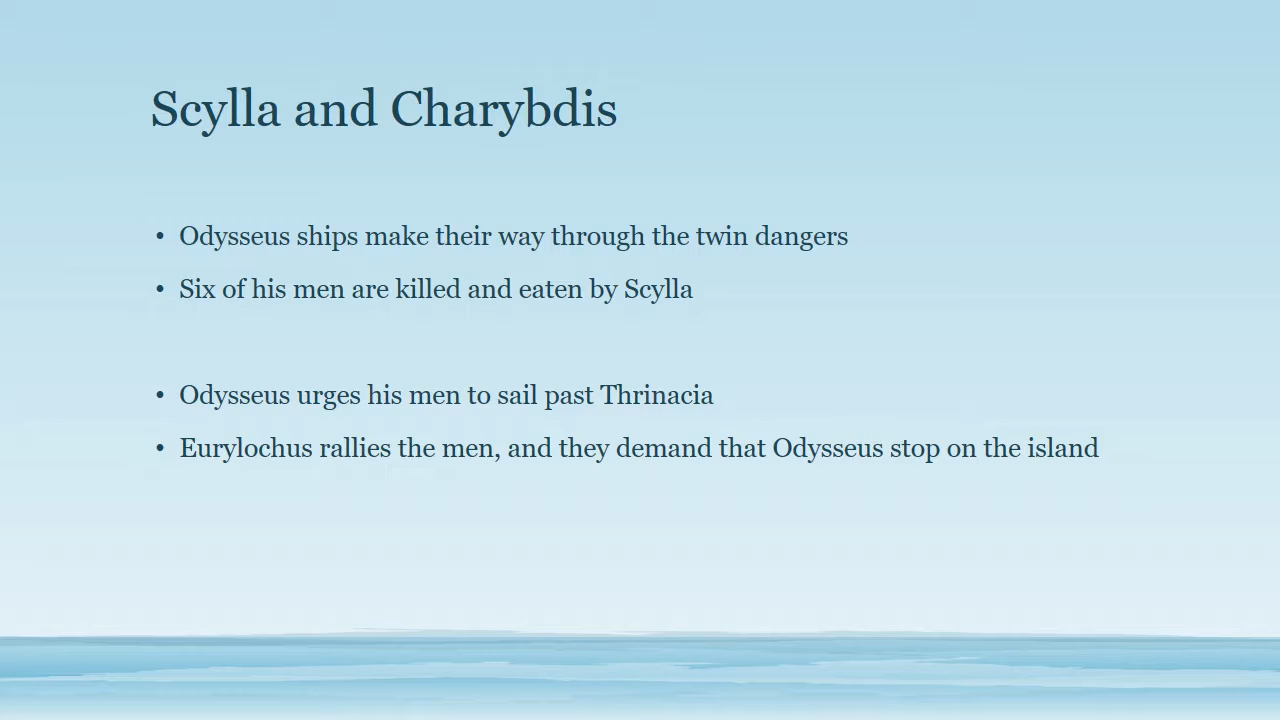 Scylla and Charybdis
• Odysseus ships make their way through the twin dangers
• Six of his men are killed and eaten by Scylla
• Odysseus urges his men to sail past Thrinacia
• Eurylochus rallies the men, and they demand that Odysseus stop on the island